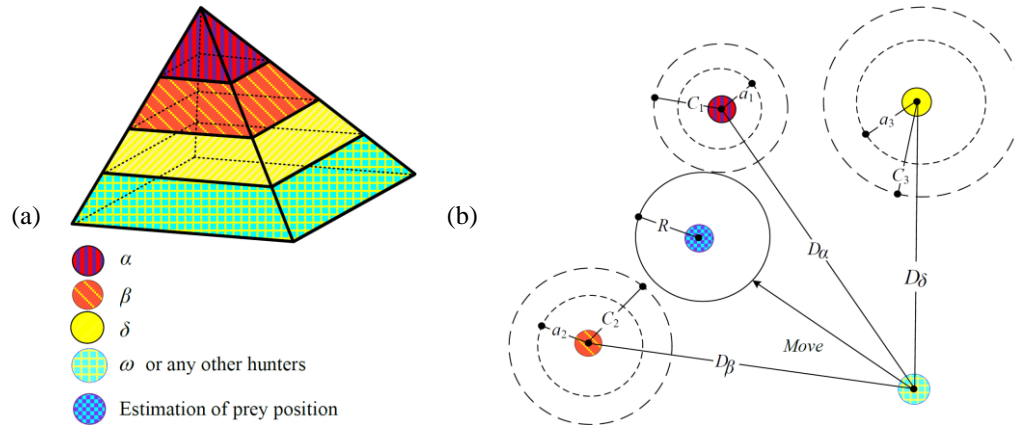 (a)
α
β
δ
ω or any other hunters
Estimation of prey position
(b)
a₁
C₁
a₃
C₃
R
Dα
Dδ
a₂
C₂
Move
Dβ